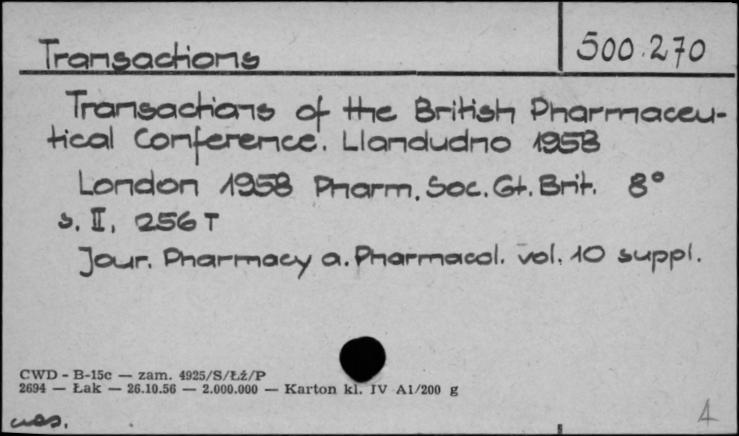 Transactions
500.270
Transactions of the British Pharmaceu-
tical Conference. Llandudno 1958
London 1958 Pharm. Soc. Gt. Brit. 8°
s. II, 256 T
Jour. Pharmacy a. Pharmacol. vol. 10 suppl.
CWD - B-15c — zam. 4925/S/Łż/P
2694 — Łak — 26.10.56 — 2.000.000 — Karton kl. IV A1/200 g
4